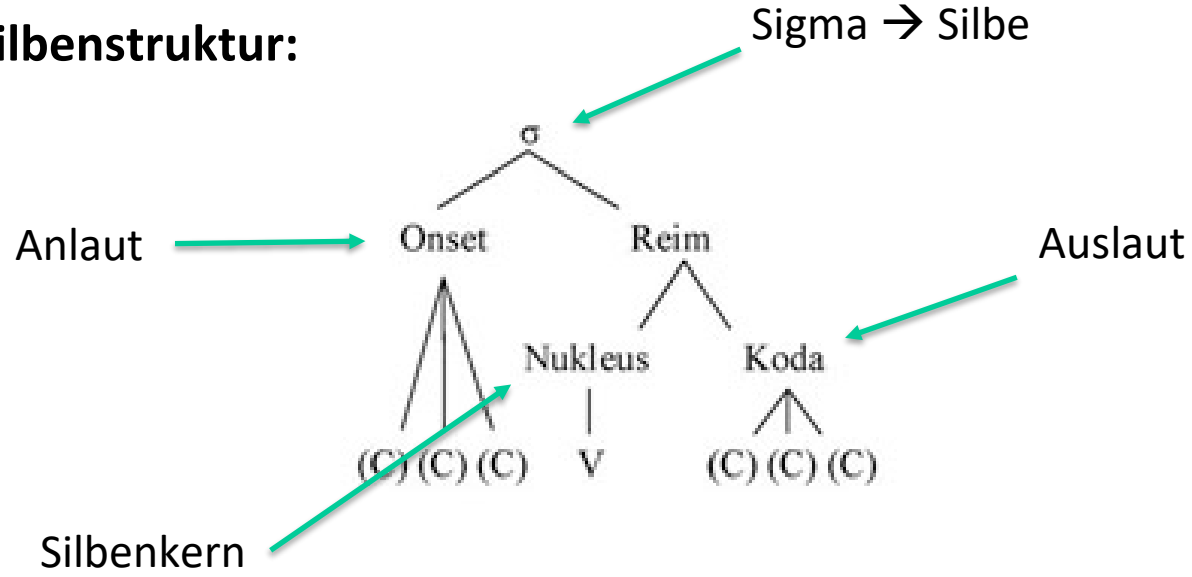 Sigma → Silbe
ilbenstruktur:
σ
Anlaut
Onset
Reim
Auslaut
Nukleus
Koda
(C) (C) (C)
V
(C) (C) (C)
Silbenkern